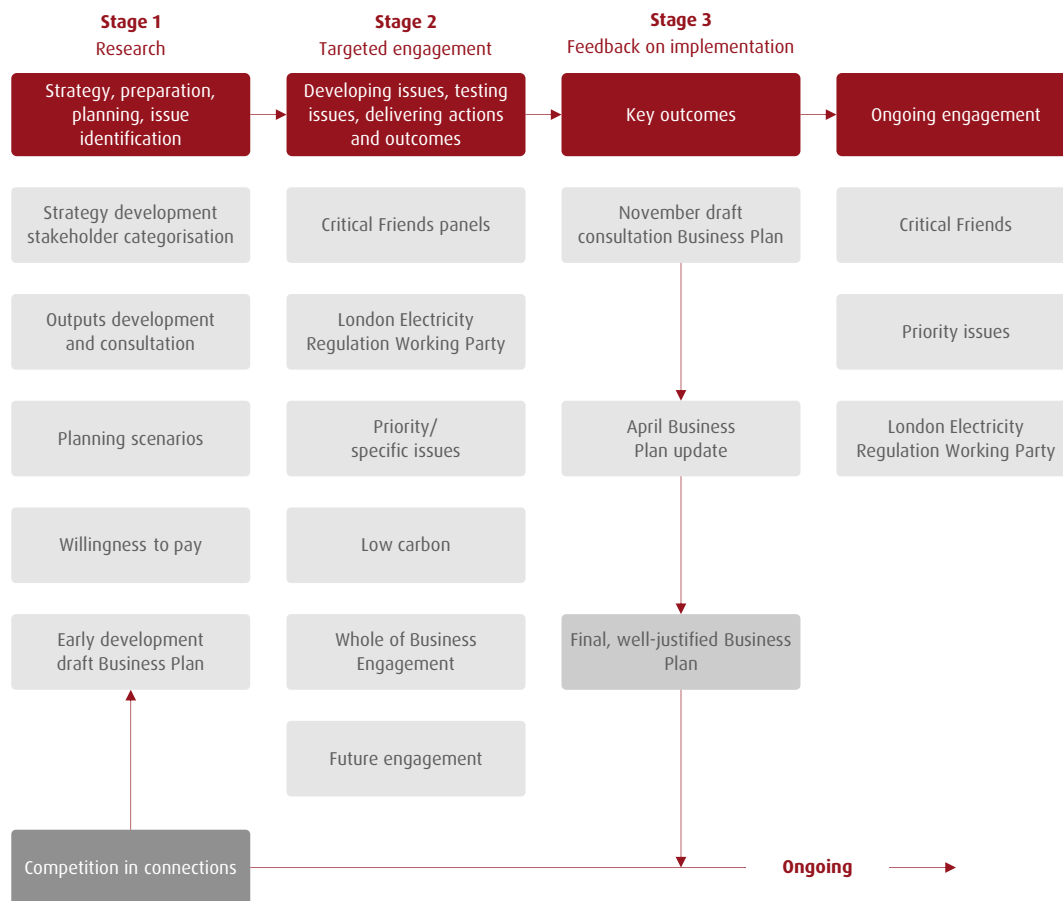 Stage 1
Research
Stage 2
Targeted engagement
Stage 3
Feedback on implementation
Strategy, preparation,
planning, issue
identification
Developing issues, testing
issues, delivering actions
and outcomes
Key outcomes
Ongoing engagement
Strategy development
stakeholder categorisation
Critical Friends panels
November draft
consultation Business Plan
Critical Friends
Outputs development
and consultation
London Electricity
Regulation Working Party
Priority issues
Planning scenarios
Priority/
specific issues
April Business
Plan update
London Electricity
Regulation Working Party
Willingness to pay
Low carbon
Early development
draft Business Plan
Whole of Business
Engagement
Final, well-justified Business
Plan
Future engagement
Competition in connections
Ongoing